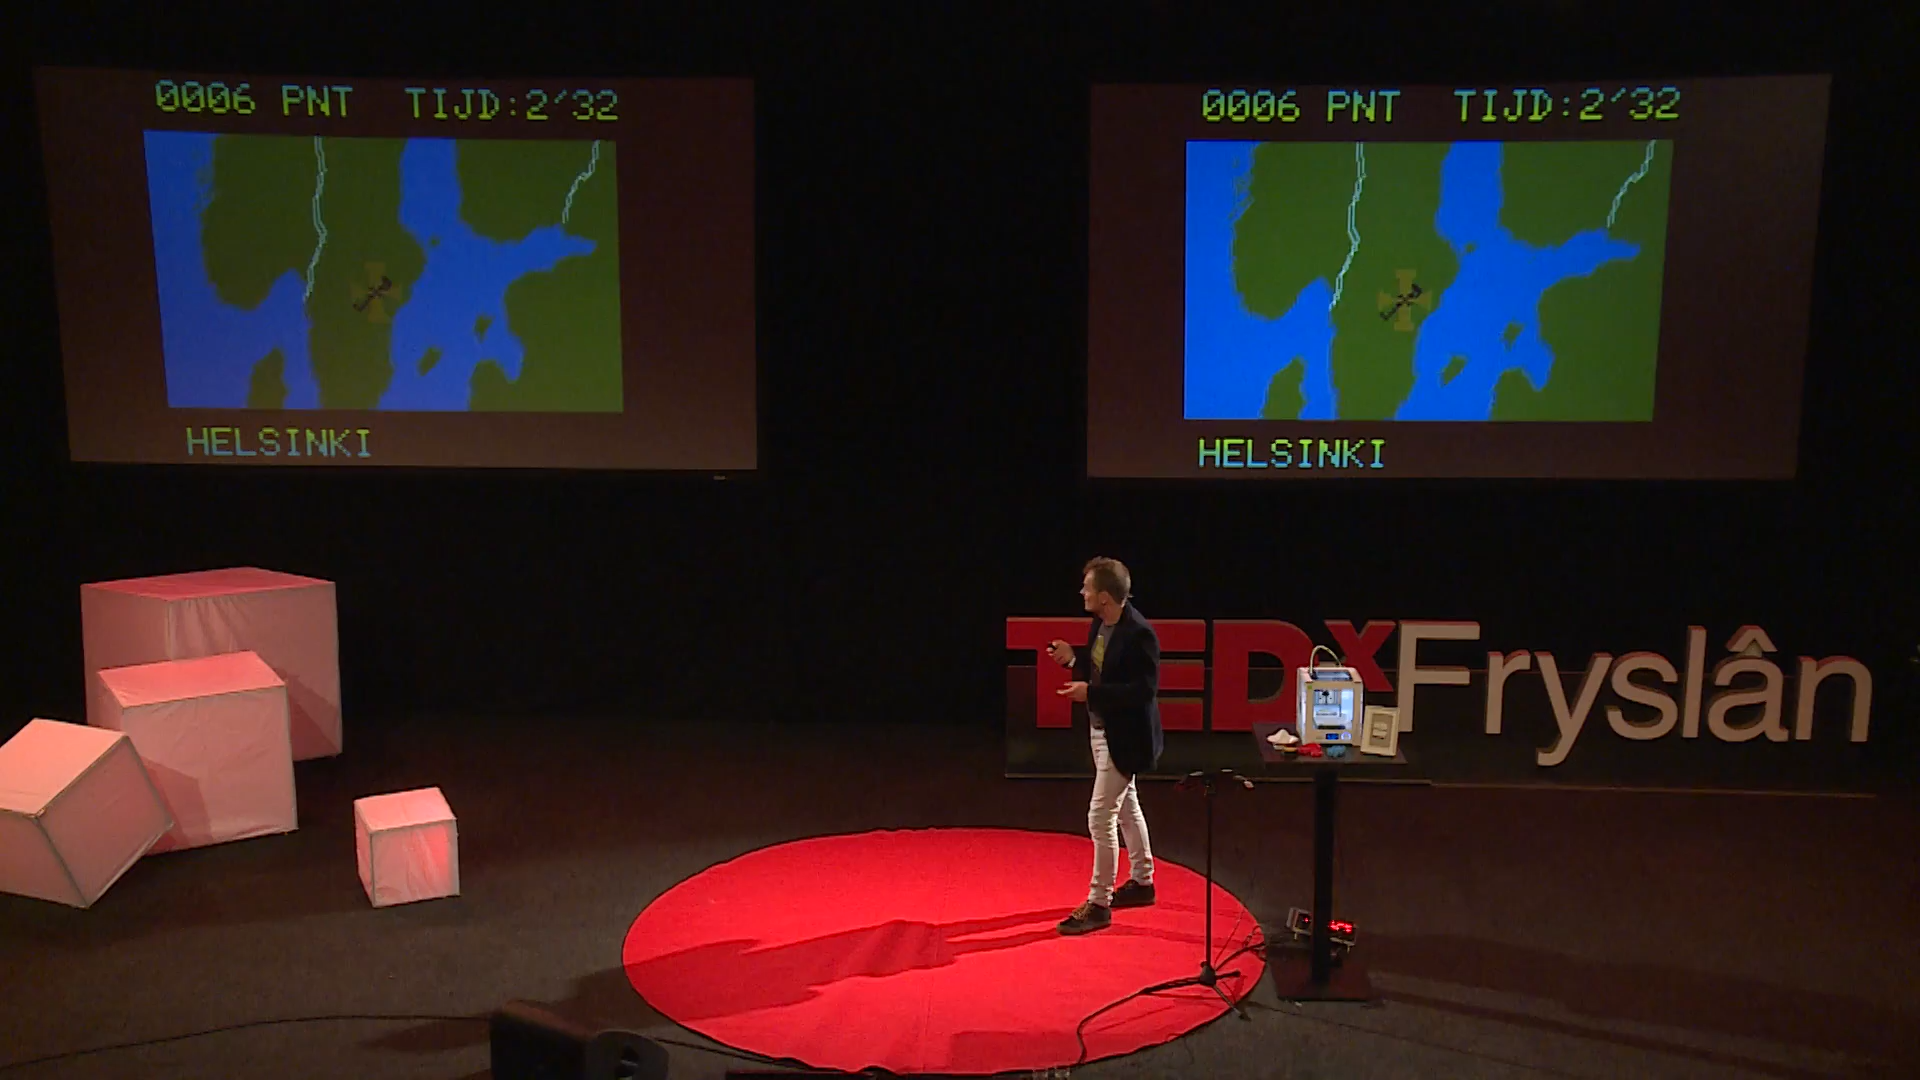 0006 PNT TIJD:2'32
HELSINKI
0006 PNT TIJD:2'32
HELSINKI
TEDxFryslân